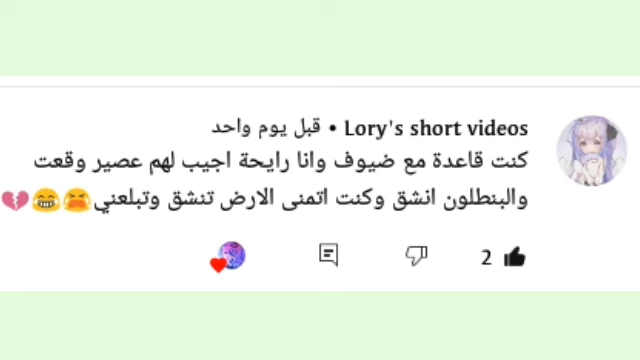 Lory's short videos • قبل يوم واحد
كنت قاعدة مع ضيوف وانا رايحة اجيب لهم عصير وقعت
والبنطلون انشق وكنت اتمنى الارض تنشق وتبلعني😫😂💔
2